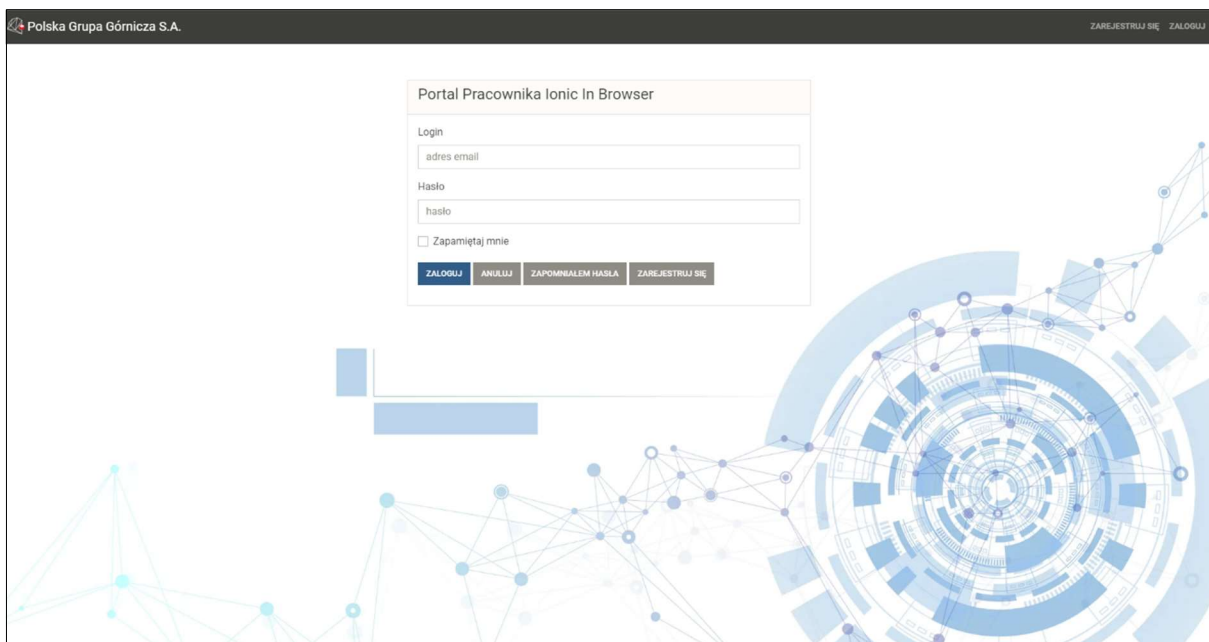 Polska Grupa Górnicza S.A.
ZAREJESTRUJ SIĘ ZALOGUJ
Portal Pracownika Ionic In Browser
Login
adres email
Hasło
hasło
Zapamiętaj mnie
ZALOGUJ ANULUJ ZAPOMNIAŁEM HASŁA ZAREJESTRUJ SIĘ